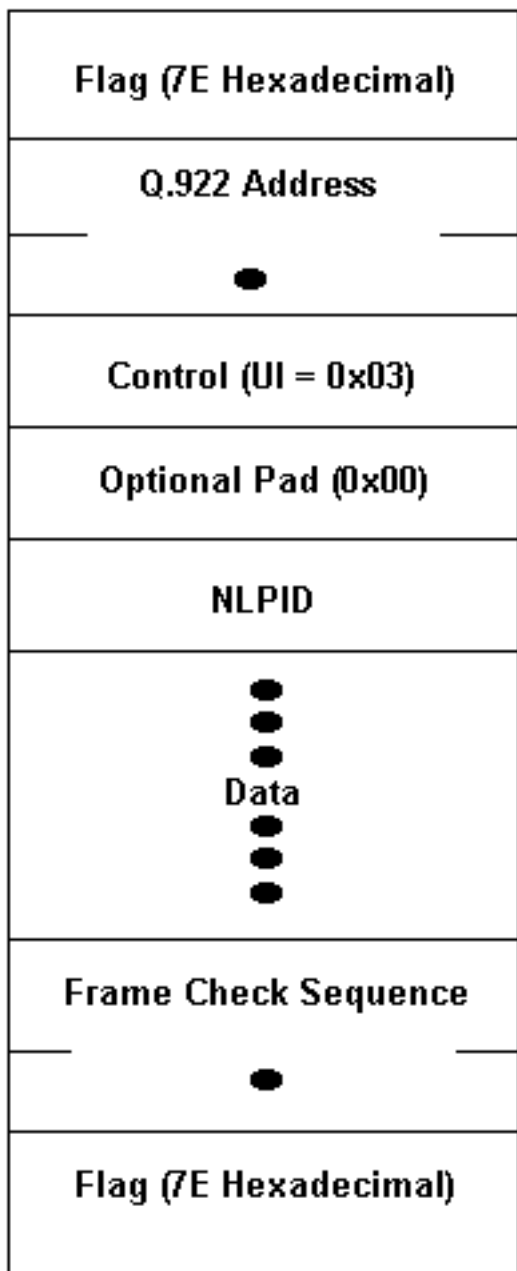 Flag (7E Hexadecimal)
Q.922 Address
Control (UI = 0x03)
Optional Pad (0x00)
NLPID
Data
Frame Check Sequence
Flag (7E Hexadecimal)